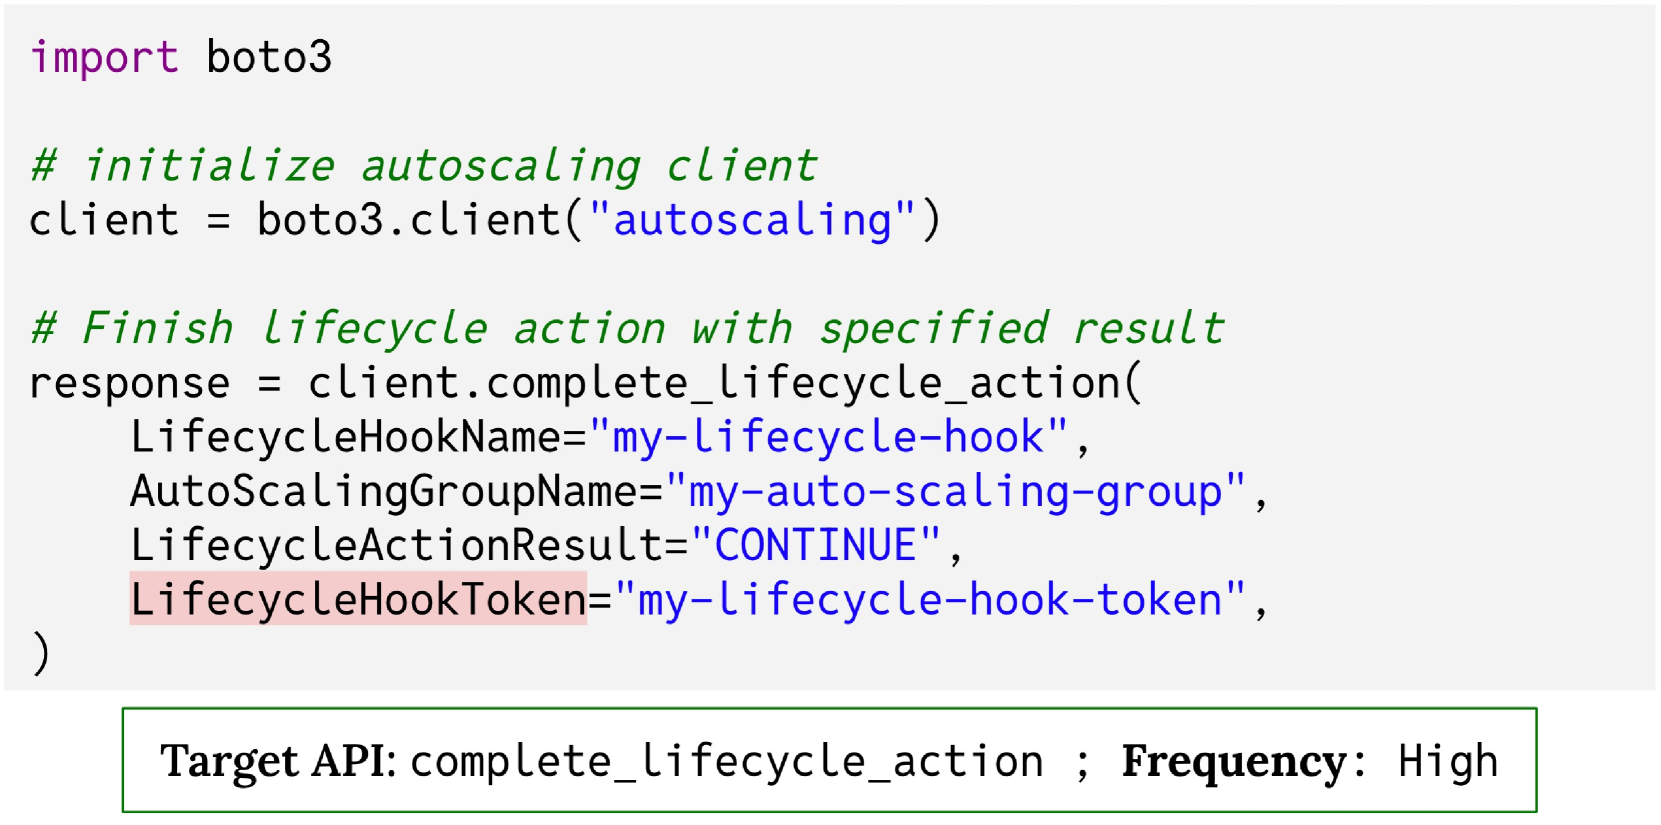 import boto3
# initialize autoscaling client
client = boto3.client("autoscaling")
# Finish lifecycle action with specified result
response = client.complete_lifecycle_action(
    LifecycleHookName="my-lifecycle-hook",
    AutoScalingGroupName="my-auto-scaling-group",
    LifecycleActionResult="CONTINUE",
    LifecycleHookToken="my-lifecycle-hook-token",
)
Target API: complete_lifecycle_action ; Frequency: High